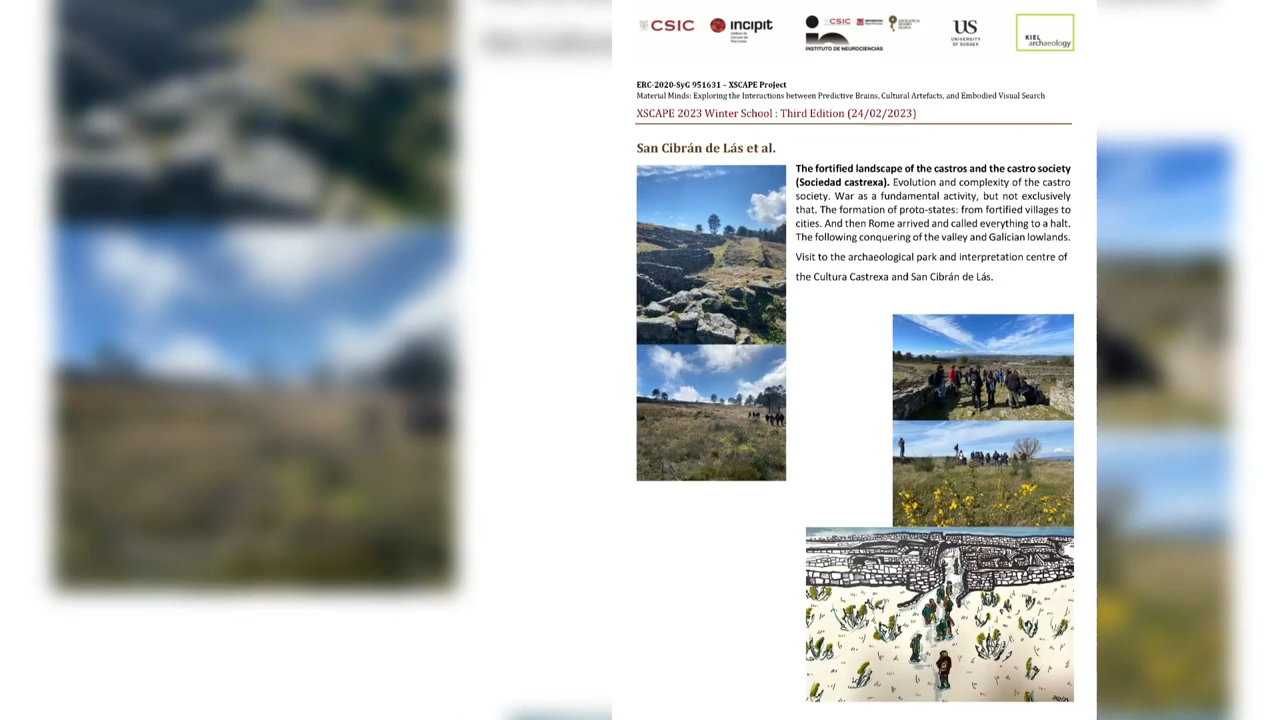 CSIC
incipit
CSIC
INSTITUTO DE NEUROCIENCIAS
US
UNIVERSITY
OF SUSSEX
KIEL
archaeology
ERC-2020-SyG 951631 – XSCAPE Project
Material Minds: Exploring the Interactions between Predictive Brains, Cultural Artefacts, and Embodied Visual Search
XSCAPE 2023 Winter School : Third Edition (24/02/2023)
San Cibrán de Lás et al.
The fortified landscape of the castros and the castro society
(Sociedad castrexa). Evolution and complexity of the castro
society. War as a fundamental activity, but not exclusively
that. The formation of proto-states: from fortified villages to
cities. And then Rome arrived and called everything to a halt.
The following conquering of the valley and Galician lowlands.
Visit to the archaeological park and interpretation centre of
the Cultura Castrexa and San Cibrán de Lás.